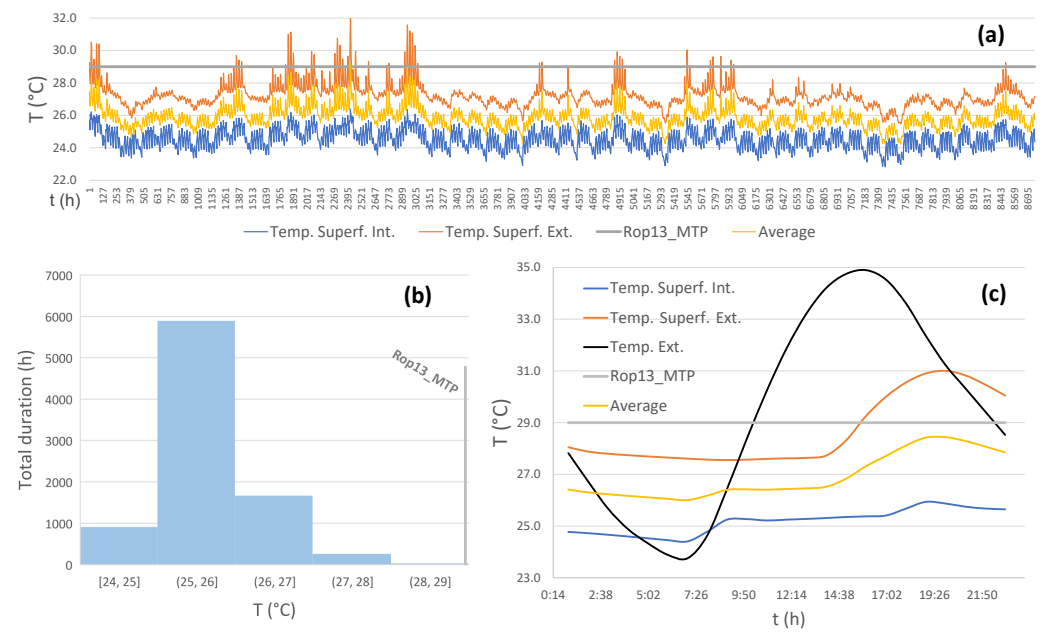 (a)
T (°C)
32.0
30.0
28.0
26.0
24.0
22.0
1 127 253 379 505 631 757 883 1009 1135 1261 1387 1513 1639 1765 1891 2017 2143 2269 2395 2521 2647 2773 2899 3025 3151 3277 3403 3529 3655 3781 3907 4033 4159 4285 4411 4537 4663 4789 4915 5041 5167 5293 5419 5545 5671 5797 5923 6049 6175 6301 6427 6553 6679 6805 6931 7057 7183 7309 7435 7561 7687 7813 7939 8065 8191 8317 8443 8569 8695
t (h)
Temp. Superf. Int. Temp. Superf. Ext. Rop13_MTP Average
(b)
Total duration (h)
7000
6000
5000
4000
3000
2000
1000
0
Rop13_MTP
[24, 25] (25, 26] (26, 27] (27, 28] (28, 29]
T (°C)
(c)
T (°C)
35.0
33.0
31.0
29.0
27.0
25.0
23.0
Temp. Superf. Int.
Temp. Superf. Ext.
Temp. Ext.
Rop13_MTP
Average
0:14 2:38 5:02 7:26 9:50 12:14 14:38 17:02 19:26 21:50
t (h)